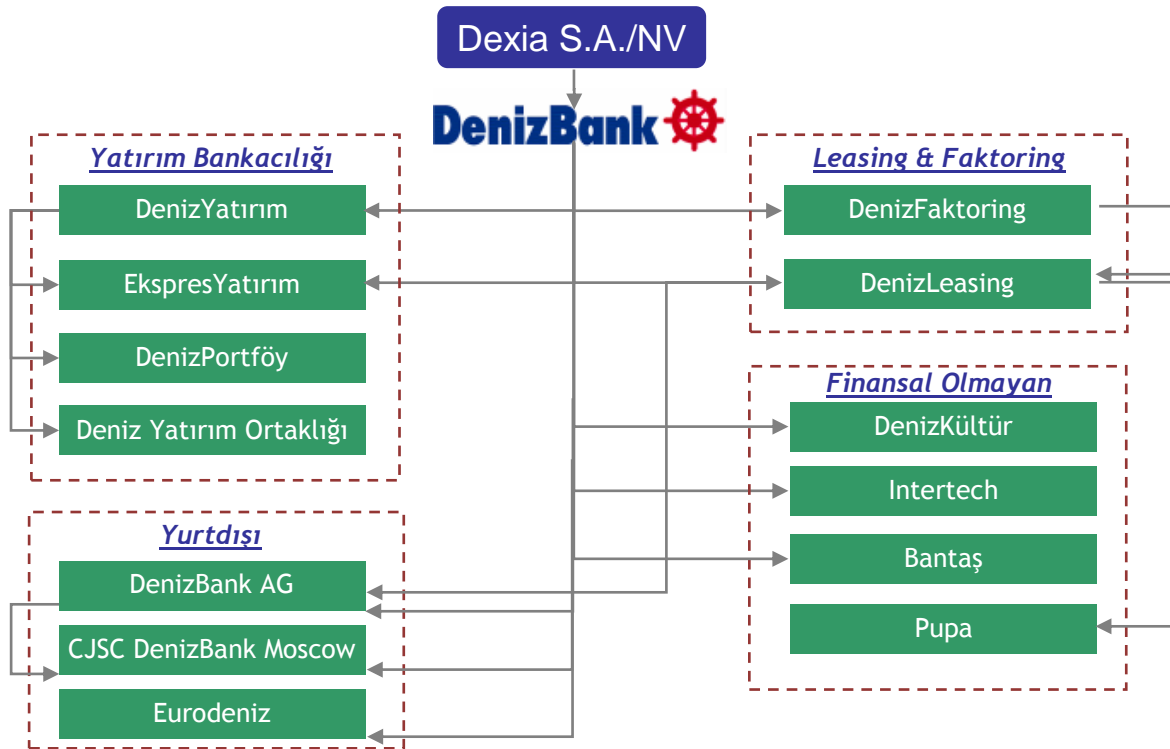 Dexia S.A./NV
DenizBank
Yatırım Bankacılığı
DenizYatırım
EkspresYatırım
DenizPortföy
Deniz Yatırım Ortaklığı
Yurtdışı
DenizBank AG
CJSC DenizBank Moscow
Eurodeniz
Leasing & Faktoring
DenizFaktoring
DenizLeasing
Finansal Olmayan
DenizKültür
Intertech
Bantaş
Pupa